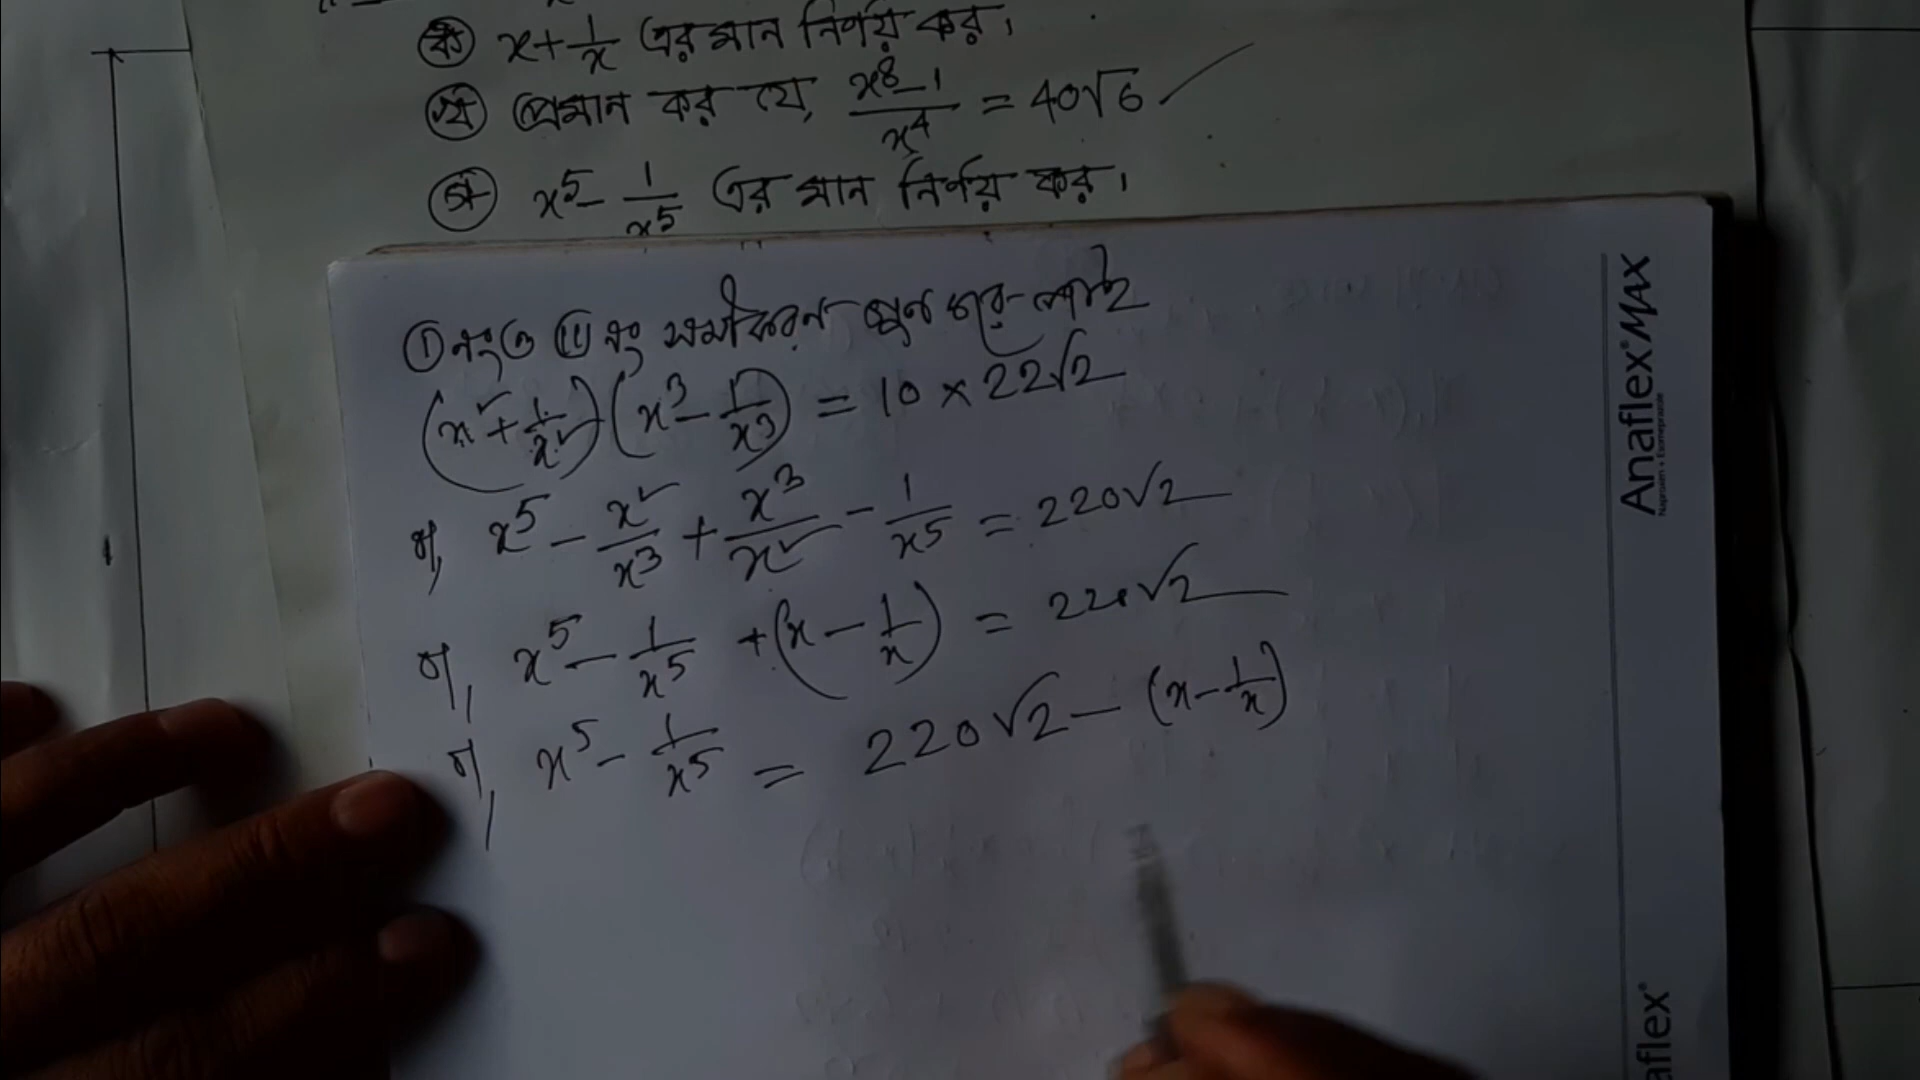 ক x + 1/x এর মান নির্ণয় কর।
খ প্রমান কর যে, (x⁸ - 1)/x⁴ = 40√6
গ x⁵ - 1/x⁵ এর মান নির্ণয় কর।
(i) নং ও (ii) নং সমীকরণ গুন করে পাই
(x² + 1/x²)(x³ - 1/x³) = 10 × 22√2
বা, x⁵ - x²/x³ + x³/x² - 1/x⁵ = 220√2
বা, x⁵ - 1/x⁵ + (x - 1/x) = 220√2
বা, x⁵ - 1/x⁵ = 220√2 - (x - 1/x)
Anaflex MAX
Naproxen + Esomeprazole
aflex